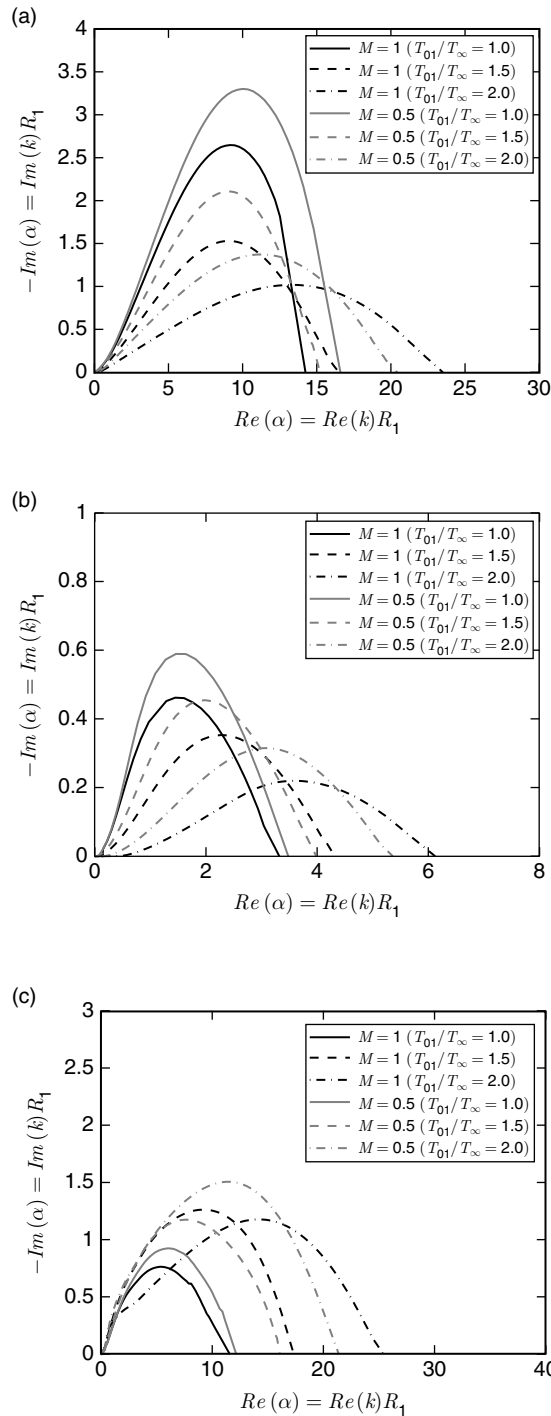 (a)
4
3.5
3
2.5
2
1.5
1
0.5
0
0 5 10 15 20 25 30
−Im(α) = Im(k)R₁
Re(α) = Re(k)R₁
M = 1 (T₀₁/T∞ = 1.0)
M = 1 (T₀₁/T∞ = 1.5)
M = 1 (T₀₁/T∞ = 2.0)
M = 0.5 (T₀₁/T∞ = 1.0)
M = 0.5 (T₀₁/T∞ = 1.5)
M = 0.5 (T₀₁/T∞ = 2.0)
(b)
1
0.8
0.6
0.4
0.2
0
0 2 4 6 8
−Im(α) = Im(k)R₁
Re(α) = Re(k)R₁
M = 1 (T₀₁/T∞ = 1.0)
M = 1 (T₀₁/T∞ = 1.5)
M = 1 (T₀₁/T∞ = 2.0)
M = 0.5 (T₀₁/T∞ = 1.0)
M = 0.5 (T₀₁/T∞ = 1.5)
M = 0.5 (T₀₁/T∞ = 2.0)
(c)
3
2.5
2
1.5
1
0.5
0
0 10 20 30 40
−Im(α) = Im(k)R₁
Re(α) = Re(k)R₁
M = 1 (T₀₁/T∞ = 1.0)
M = 1 (T₀₁/T∞ = 1.5)
M = 1 (T₀₁/T∞ = 2.0)
M = 0.5 (T₀₁/T∞ = 1.0)
M = 0.5 (T₀₁/T∞ = 1.5)
M = 0.5 (T₀₁/T∞ = 2.0)